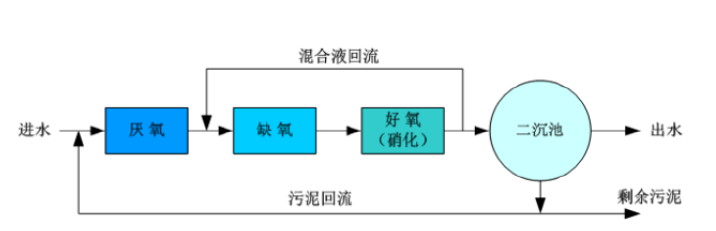 混合液回流
进水
厌氧
缺氧
好氧
（硝化）
二沉池
出水
污泥回流
剩余污泥